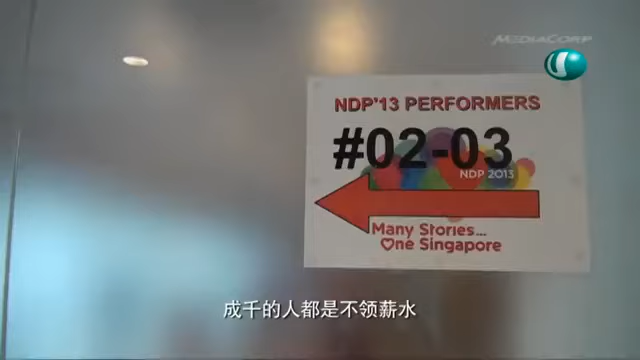 MEDIACORP
NDP'13 PERFORMERS
#02-03
NDP 2013
Many Stories...
One Singapore
成千的人都是不领薪水